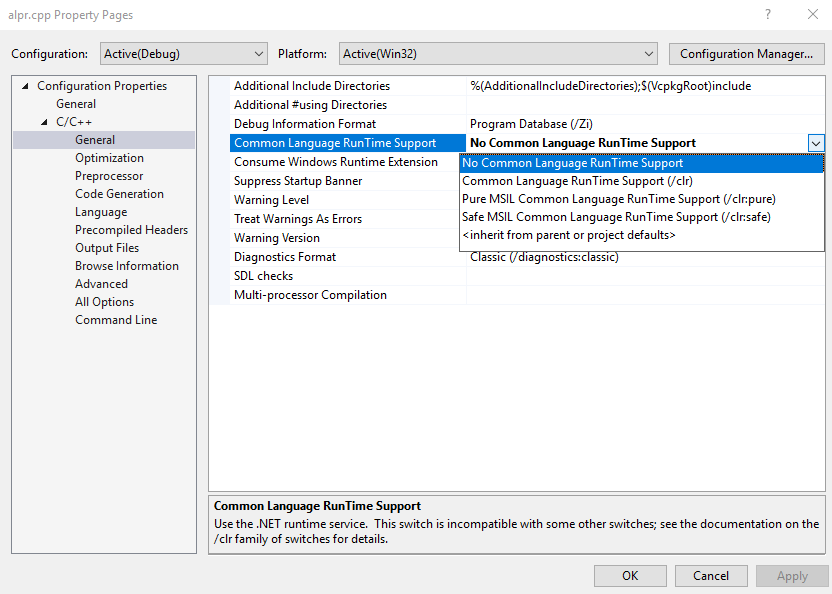 alpr.cpp Property Pages
?
Configuration: Active(Debug) Platform: Active(Win32) Configuration Manager...
Configuration Properties
General
C/C++
General
Optimization
Preprocessor
Code Generation
Language
Precompiled Headers
Output Files
Browse Information
Advanced
All Options
Command Line
Additional Include Directories %(AdditionalIncludeDirectories);$(VcpkgRoot)include
Additional #using Directories
Debug Information Format Program Database (/Zi)
Common Language RunTime Support No Common Language RunTime Support
Consume Windows Runtime Extension
Suppress Startup Banner
Warning Level
Treat Warnings As Errors
Warning Version
Diagnostics Format Classic (/diagnostics:classic)
SDL checks
Multi-processor Compilation
No Common Language RunTime Support
Common Language RunTime Support (/clr)
Pure MSIL Common Language RunTime Support (/clr:pure)
Safe MSIL Common Language RunTime Support (/clr:safe)
<inherit from parent or project defaults>
Common Language RunTime Support
Use the .NET runtime service. This switch is incompatible with some other switches; see the documentation on the
/clr family of switches for details.
OK Cancel Apply